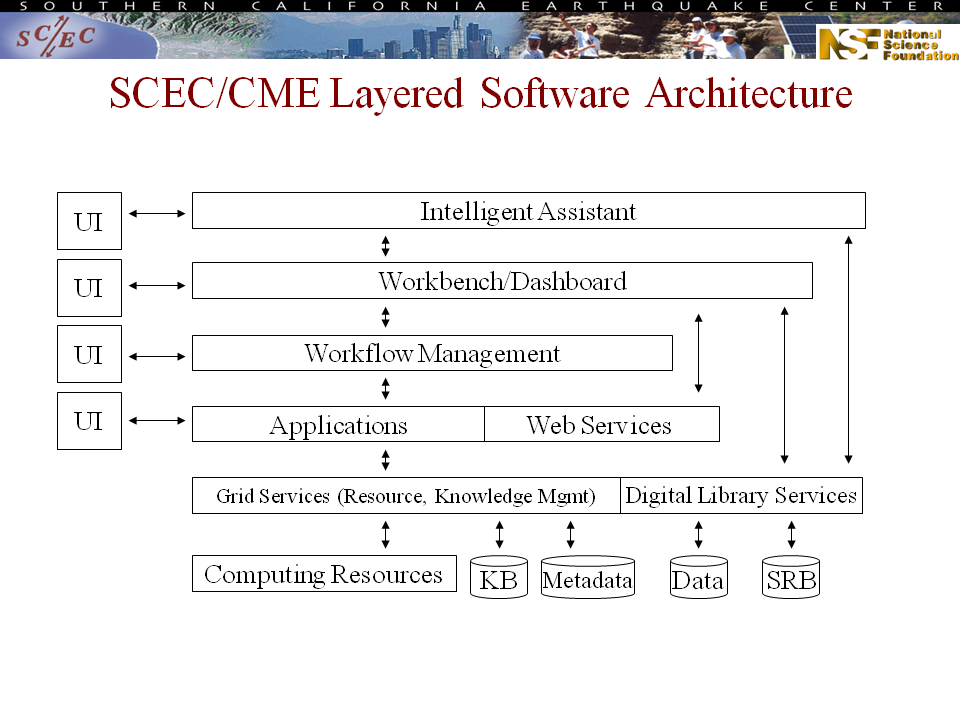 SOUTHERN CALIFORNIA EARTHQUAKE CENTER
SC/EC
NSF
National
Science
Foundation
SCEC/CME Layered Software Architecture
UI
Intelligent Assistant
UI
Workbench/Dashboard
UI
Workflow Management
UI
Applications
Web Services
Grid Services (Resource, Knowledge Mgmt)
Digital Library Services
Computing Resources
KB
Metadata
Data
SRB